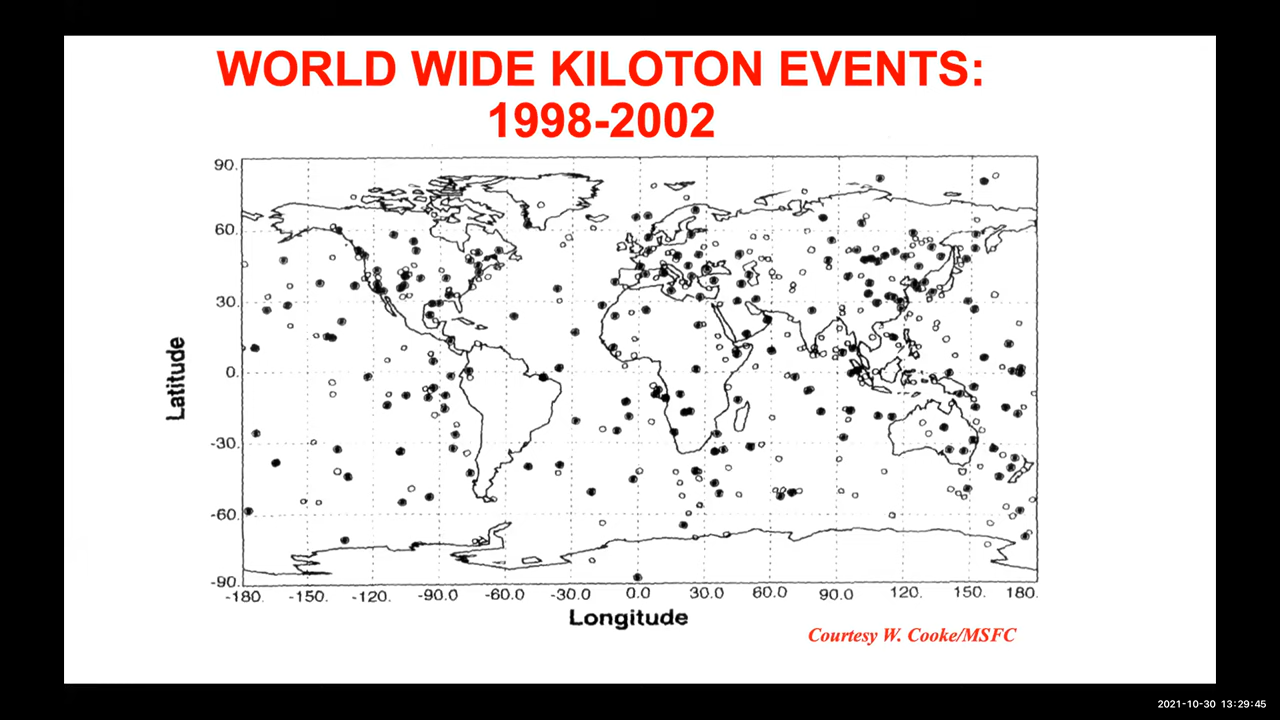 WORLD WIDE KILOTON EVENTS:
1998-2002
90.
60.
30.
0.
-30.
-60.
-90.
Latitude
-180. -150. -120. -90.0 -60.0 -30.0 0.0 30.0 60.0 90.0 120. 150. 180.
Longitude
Courtesy W. Cooke/MSFC
2021-10-30 13:29:45